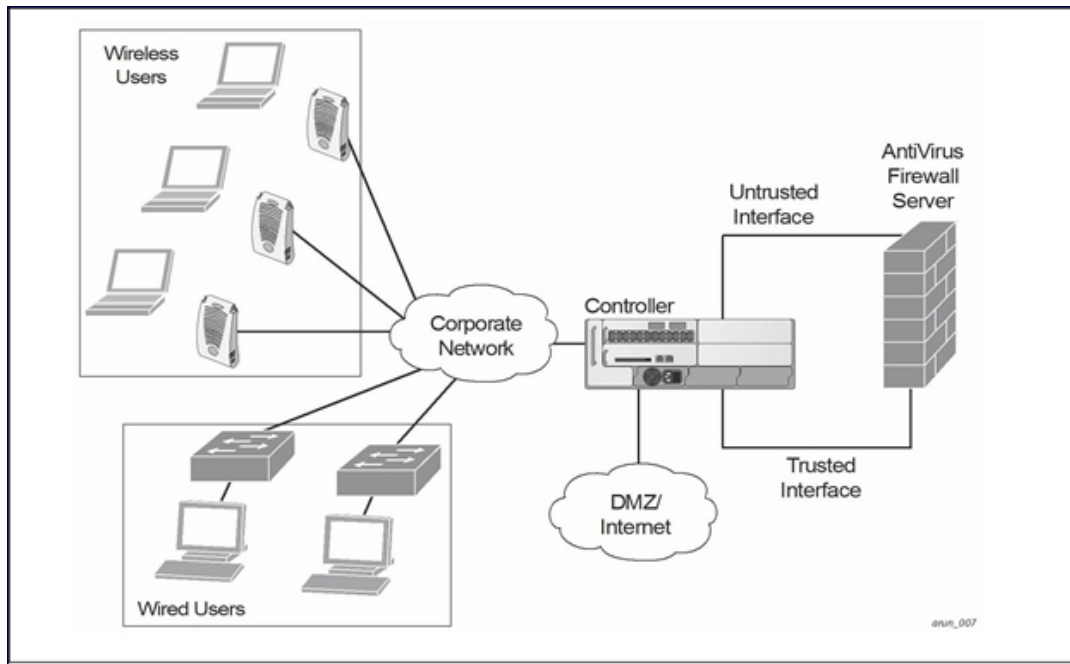 Wireless
Users
AntiVirus
Firewall
Server
Untrusted
Interface
Controller
Corporate
Network
Trusted
Interface
DMZ/
Internet
Wired Users
arun_007